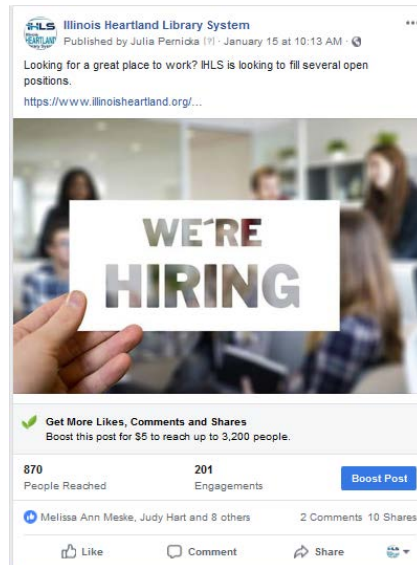 Illinois Heartland Library System
Published by Julia Pernicka [?] · January 15 at 10:13 AM ·
Looking for a great place to work? IHLS is looking to fill several open
positions.
https://www.illinoisheartland.org/...
WE'RE
HIRING
Get More Likes, Comments and Shares
Boost this post for $5 to reach up to 3,200 people.
870 201
People Reached Engagements Boost Post
Melissa Ann Meske, Judy Hart and 8 others 2 Comments 10 Shares
Like Comment Share